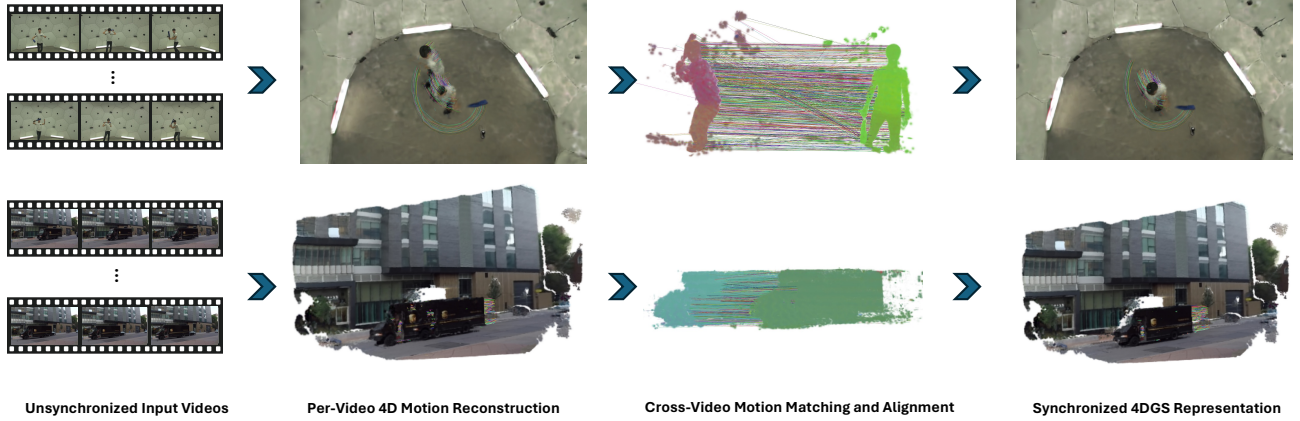 Unsynchronized Input Videos
Per-Video 4D Motion Reconstruction
Cross-Video Motion Matching and Alignment
Synchronized 4DGS Representation